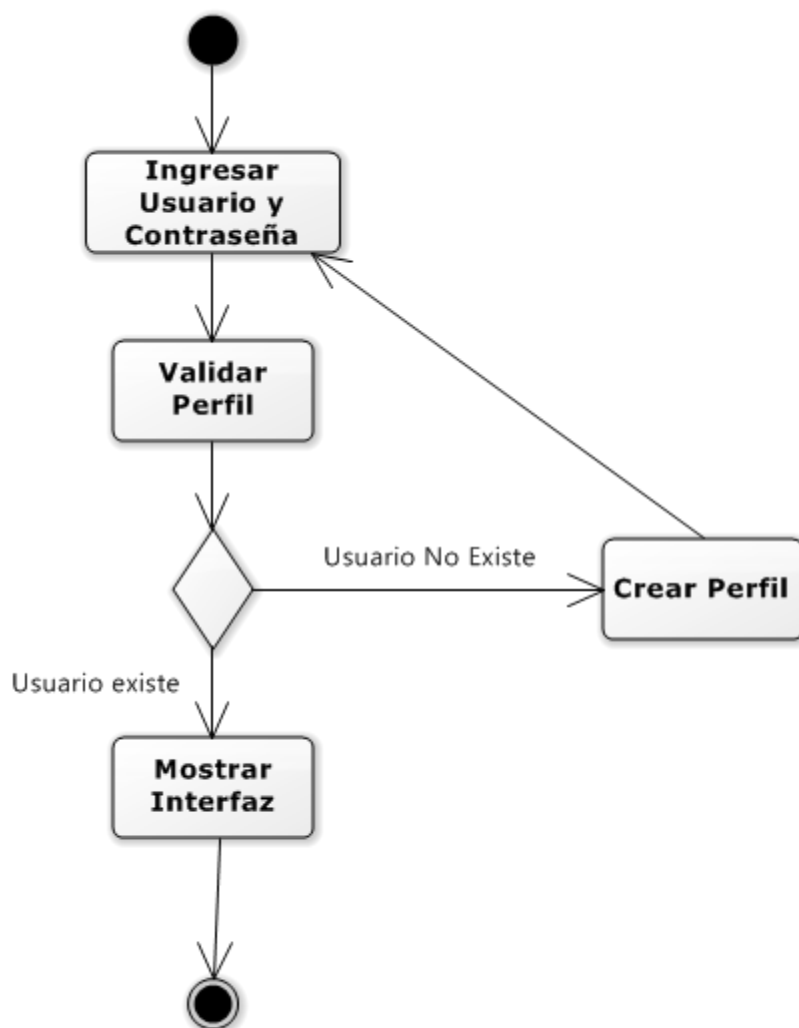 Ingresar
Usuario y
Contraseña
Validar
Perfil
Usuario No Existe
Crear Perfil
Usuario existe
Mostrar
Interfaz